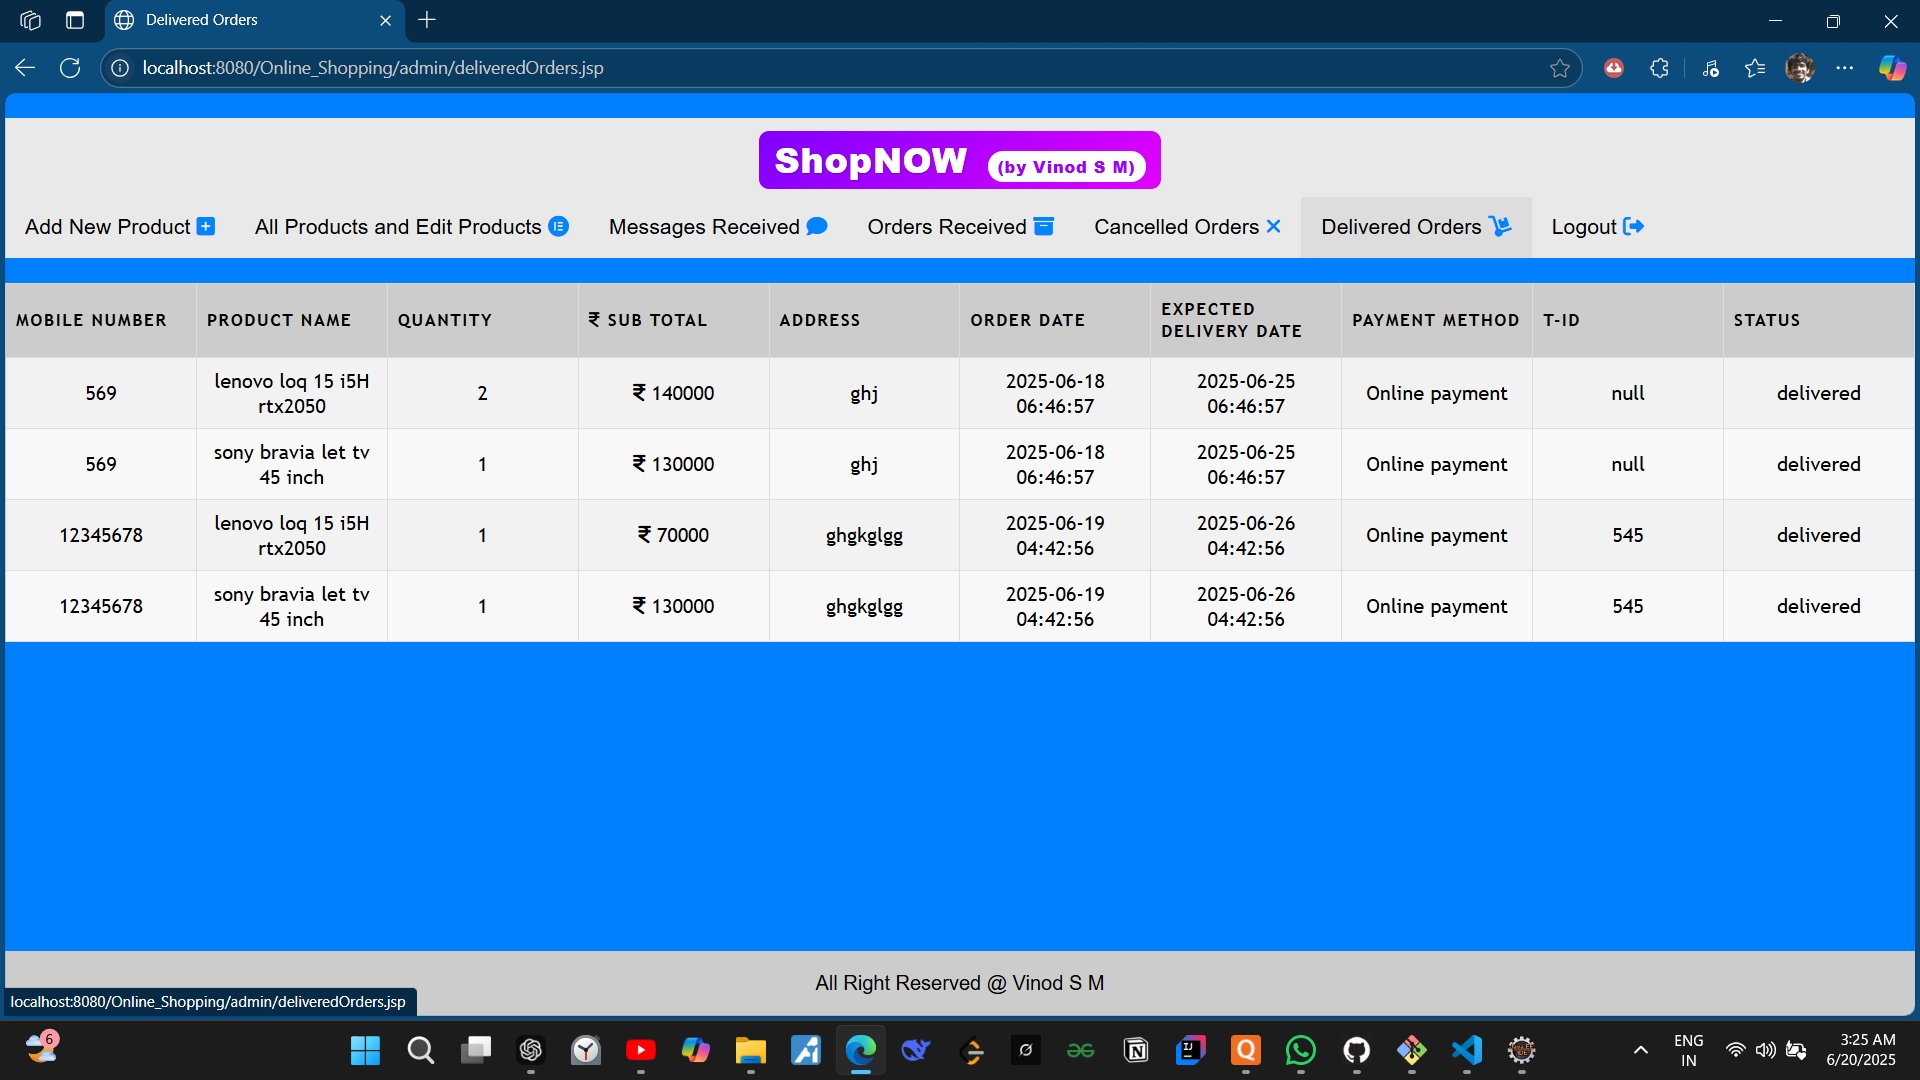 Delivered Orders
localhost:8080/Online_Shopping/admin/deliveredOrders.jsp
ShopNOW (by Vinod S M)
Add New Product All Products and Edit Products Messages Received Orders Received Cancelled Orders Delivered Orders Logout
MOBILE NUMBER PRODUCT NAME QUANTITY ₹ SUB TOTAL ADDRESS ORDER DATE EXPECTED DELIVERY DATE PAYMENT METHOD T-ID STATUS
569 lenovo loq 15 i5H rtx2050 2 ₹ 140000 ghj 2025-06-18 06:46:57 2025-06-25 06:46:57 Online payment null delivered
569 sony bravia let tv 45 inch 1 ₹ 130000 ghj 2025-06-18 06:46:57 2025-06-25 06:46:57 Online payment null delivered
12345678 lenovo loq 15 i5H rtx2050 1 ₹ 70000 ghgkglgg 2025-06-19 04:42:56 2025-06-26 04:42:56 Online payment 545 delivered
12345678 sony bravia let tv 45 inch 1 ₹ 130000 ghgkglgg 2025-06-19 04:42:56 2025-06-26 04:42:56 Online payment 545 delivered
All Right Reserved @ Vinod S M
localhost:8080/Online_Shopping/admin/deliveredOrders.jsp
6
ENG
IN
3:25 AM
6/20/2025